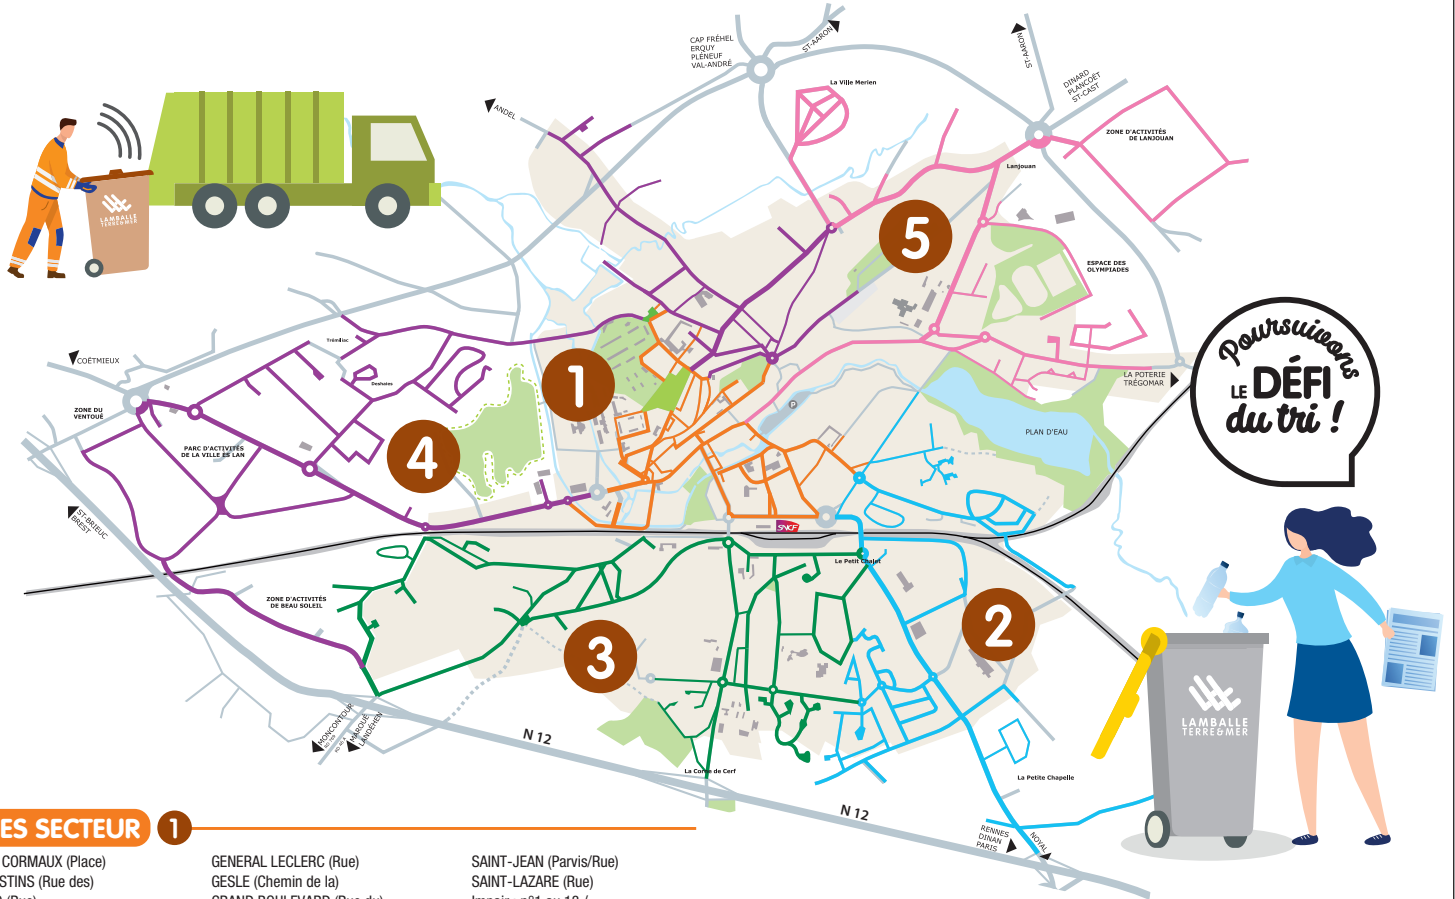 CAP FRÉHEL
ERQUY
PLÉNEUF
VAL-ANDRÉ
ST-AARON
ST-AARON
DINARD
PLANCOËT
ST-CAST
La Ville Merien
ANDEL
ZONE D'ACTIVITÉS
DE LANJOUAN
Lanjouan
LAMBALLE
TERRE&MER
5
ESPACE DES
OLYMPIADES
Poursuivons
LE DÉFI
du tri !
COËTMIEUX
Trémillac
Deshaies
1
LA POTERIE
TRÉGOMAR
ZONE DU
VENTOUÉ
P
PARC D'ACTIVITÉS
DE LA VILLE ES LAN
4
PLAN D'EAU
ST-BRIEUC
BREST
SNCF
Le Petit Chalet
ZONE D'ACTIVITÉS
DE BEAU SOLEIL
2
3
MONCONTOUR
MAROUÉ
LANDÉHEN
N 12
LAMBALLE
TERRE&MER
La Corne de Cerf
La Petite Chapelle
N 12
RENNES
DINAN
PARIS
NOYAL
ES SECTEUR 1
CORMAUX (Place)
STINS (Rue des)
GENERAL LECLERC (Rue)
GESLE (Chemin de la)
SAINT-JEAN (Parvis/Rue)
SAINT-LAZARE (Rue)